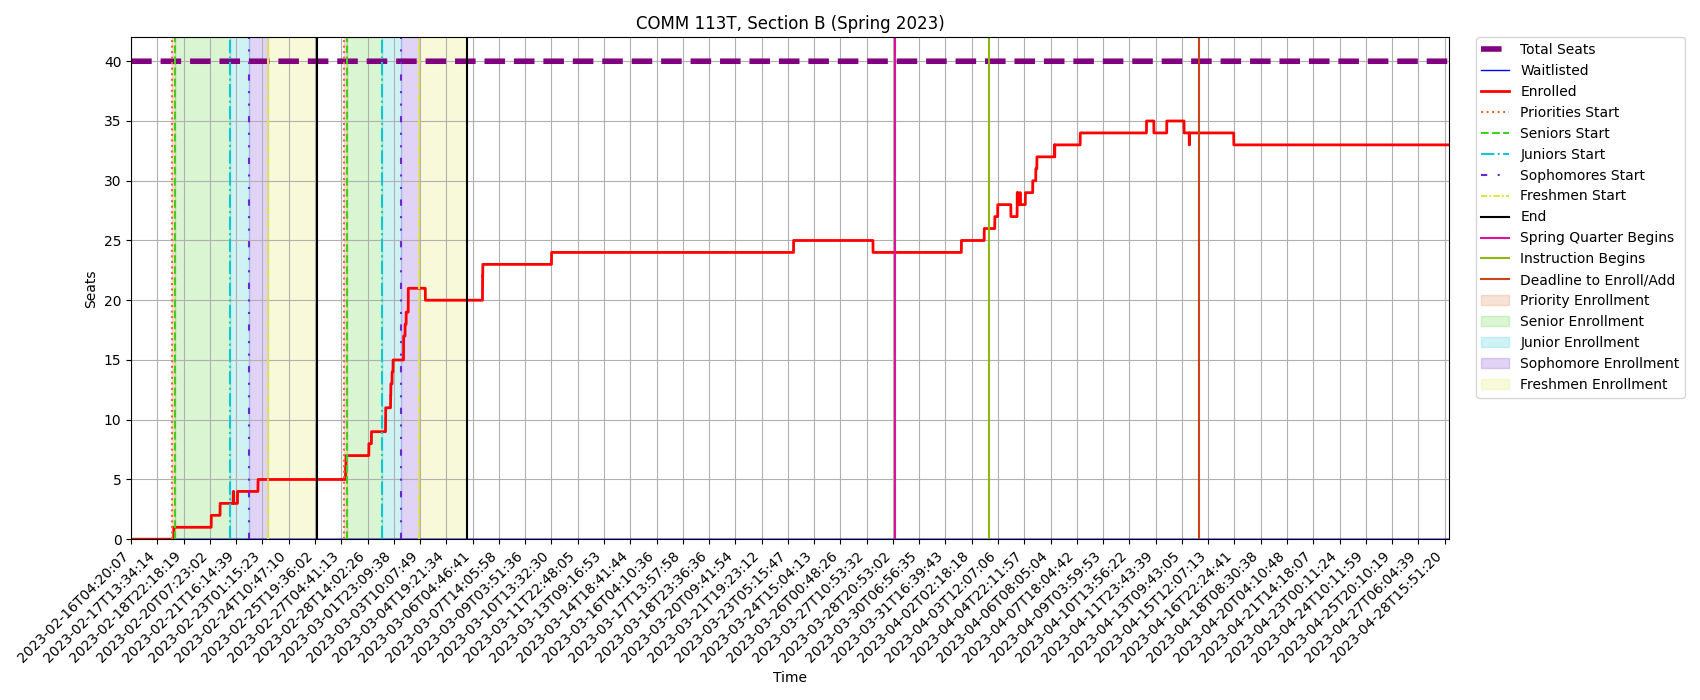 COMM 113T, Section B (Spring 2023)
Total Seats
Waitlisted
Enrolled
Priorities Start
Seniors Start
Juniors Start
Sophomores Start
Freshmen Start
End
Spring Quarter Begins
Instruction Begins
Deadline to Enroll/Add
Priority Enrollment
Senior Enrollment
Junior Enrollment
Sophomore Enrollment
Freshmen Enrollment
Seats
40
35
30
25
20
15
10
5
0
2023-02-16T04:20:07
2023-02-17T13:34:14
2023-02-18T22:18:19
2023-02-20T07:23:02
2023-02-21T16:14:39
2023-02-23T01:15:23
2023-02-24T10:47:10
2023-02-25T19:36:02
2023-02-27T04:41:13
2023-02-28T14:02:26
2023-03-01T23:09:38
2023-03-03T10:07:49
2023-03-04T19:21:34
2023-03-06T04:46:41
2023-03-07T14:05:58
2023-03-09T03:51:36
2023-03-10T13:32:30
2023-03-11T22:48:05
2023-03-13T09:16:53
2023-03-14T18:41:44
2023-03-16T04:10:36
2023-03-17T13:57:58
2023-03-18T23:36:36
2023-03-20T09:41:54
2023-03-21T19:23:12
2023-03-23T05:15:47
2023-03-24T15:04:13
2023-03-26T00:48:26
2023-03-27T10:53:32
2023-03-28T20:53:02
2023-03-30T06:56:35
2023-03-31T16:39:43
2023-04-02T02:18:18
2023-04-03T12:07:06
2023-04-04T22:11:57
2023-04-06T08:05:04
2023-04-07T18:04:42
2023-04-09T03:59:53
2023-04-10T13:56:22
2023-04-11T23:43:39
2023-04-13T09:43:05
2023-04-15T12:07:13
2023-04-16T22:24:41
2023-04-18T08:30:38
2023-04-20T04:10:48
2023-04-21T14:18:07
2023-04-23T00:11:24
2023-04-24T10:11:59
2023-04-25T20:10:19
2023-04-27T06:04:39
2023-04-28T15:51:20
Time